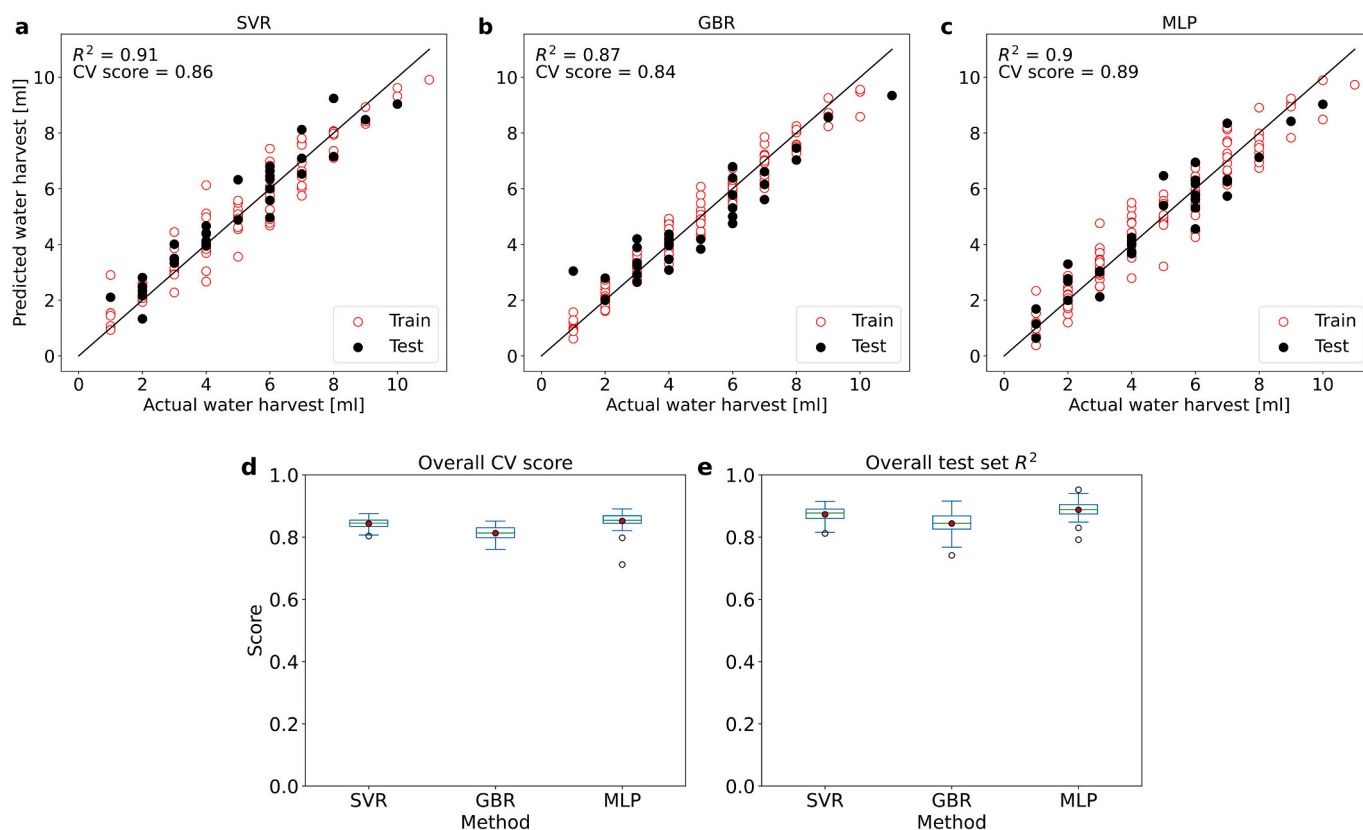 a
SVR
R² = 0.91
CV score = 0.86
Predicted water harvest [ml]
10
8
6
4
2
0
Train
Test
0 2 4 6 8 10
Actual water harvest [ml]
b
GBR
R² = 0.87
CV score = 0.84
10
8
6
4
2
0
Train
Test
0 2 4 6 8 10
Actual water harvest [ml]
c
MLP
R² = 0.9
CV score = 0.89
10
8
6
4
2
0
Train
Test
0 2 4 6 8 10
Actual water harvest [ml]
d
Overall CV score
Score
1.0
0.8
0.6
0.4
0.2
0.0
SVR GBR MLP
Method
e
Overall test set R²
1.0
0.8
0.6
0.4
0.2
0.0
SVR GBR MLP
Method